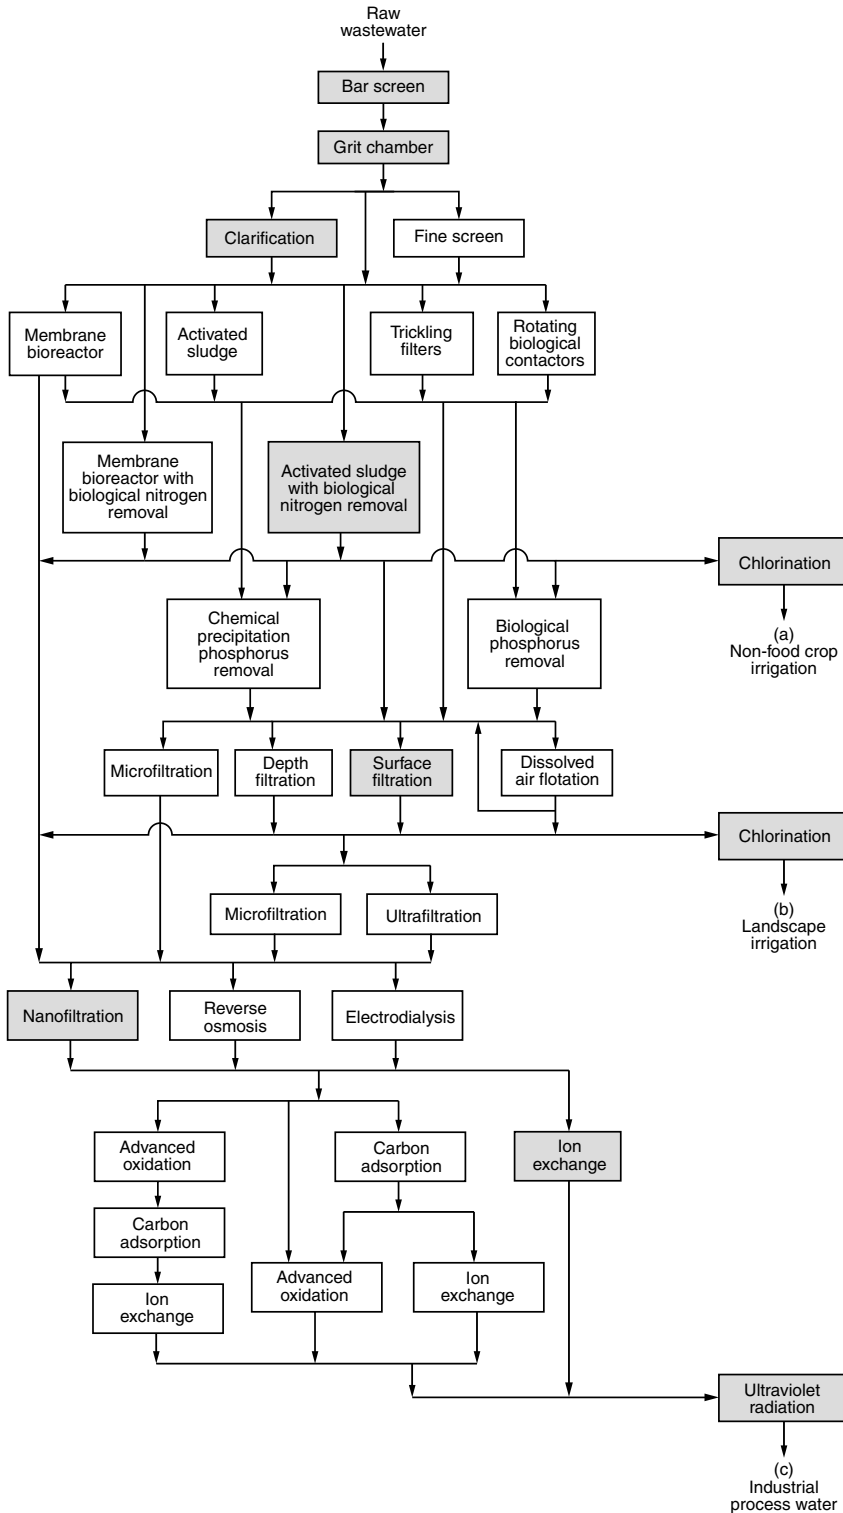 Raw
wastewater
Bar screen
Grit chamber
Clarification
Fine screen
Membrane
bioreactor
Activated
sludge
Trickling
filters
Rotating
biological
contactors
Membrane
bioreactor with
biological nitrogen
removal
Activated sludge
with biological
nitrogen removal
Chlorination
(a)
Non-food crop
irrigation
Chemical
precipitation
phosphorus
removal
Biological
phosphorus
removal
Microfiltration
Depth
filtration
Surface
filtration
Dissolved
air flotation
Chlorination
(b)
Landscape
irrigation
Microfiltration
Ultrafiltration
Nanofiltration
Reverse
osmosis
Electrodialysis
Advanced
oxidation
Carbon
adsorption
Ion
exchange
Carbon
adsorption
Advanced
oxidation
Ion
exchange
Ion
exchange
Ultraviolet
radiation
(c)
Industrial
process water